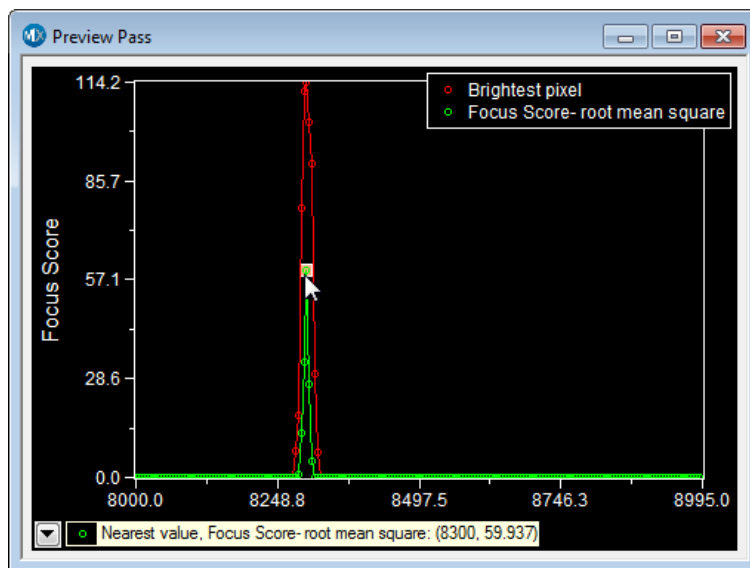 MX Preview Pass
114.2
Brightest pixel
Focus Score- root mean square
85.7
57.1
28.6
0.0
Focus Score
8000.0 8248.8 8497.5 8746.3 8995.0
Nearest value, Focus Score- root mean square: (8300, 59.937)